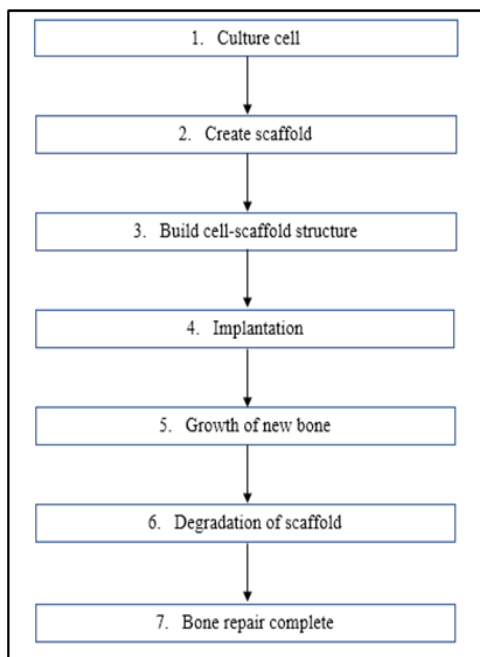 1. Culture cell
2. Create scaffold
3. Build cell-scaffold structure
4. Implantation
5. Growth of new bone
6. Degradation of scaffold
7. Bone repair complete